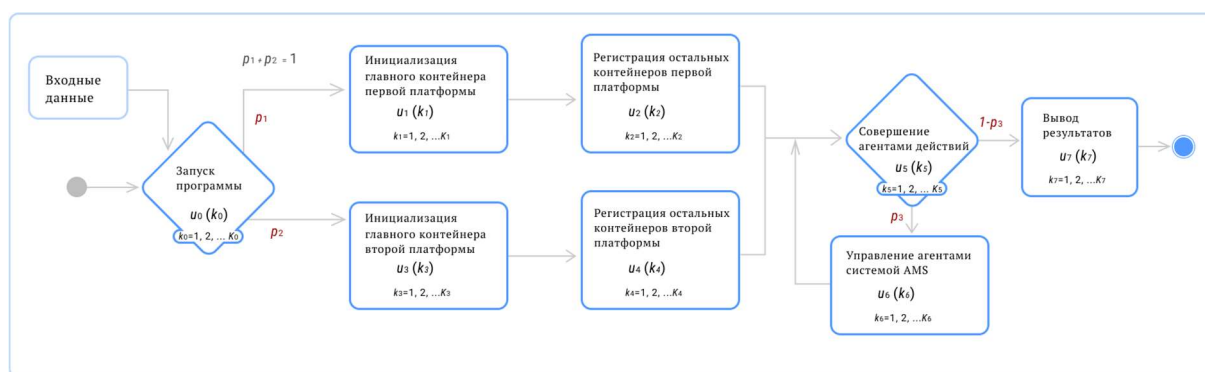 Входные
данные
p₁ + p₂ = 1
p₁
p₂
Запуск
программы
u₀ (k₀)
k₀=1, 2, ... K₀
Инициализация
главного контейнера
первой платформы
u₁ (k₁)
k₁=1, 2, ...K₁
Регистрация остальных
контейнеров первой
платформы
u₂ (k₂)
k₂=1, 2, ...K₂
Инициализация
главного контейнера
второй платформы
u₃ (k₃)
k₃=1, 2, ...K₃
Регистрация остальных
контейнеров второй
платформы
u₄ (k₄)
k₄=1, 2, ...K₄
Совершение
агентами действий
u₅ (k₅)
k₅=1, 2, ... K₅
1-p₃
p₃
Вывод
результатов
u₇ (k₇)
k₇=1, 2, ...K₇
Управление агентами
системой AMS
u₆ (k₆)
k₆=1, 2, ...K₆